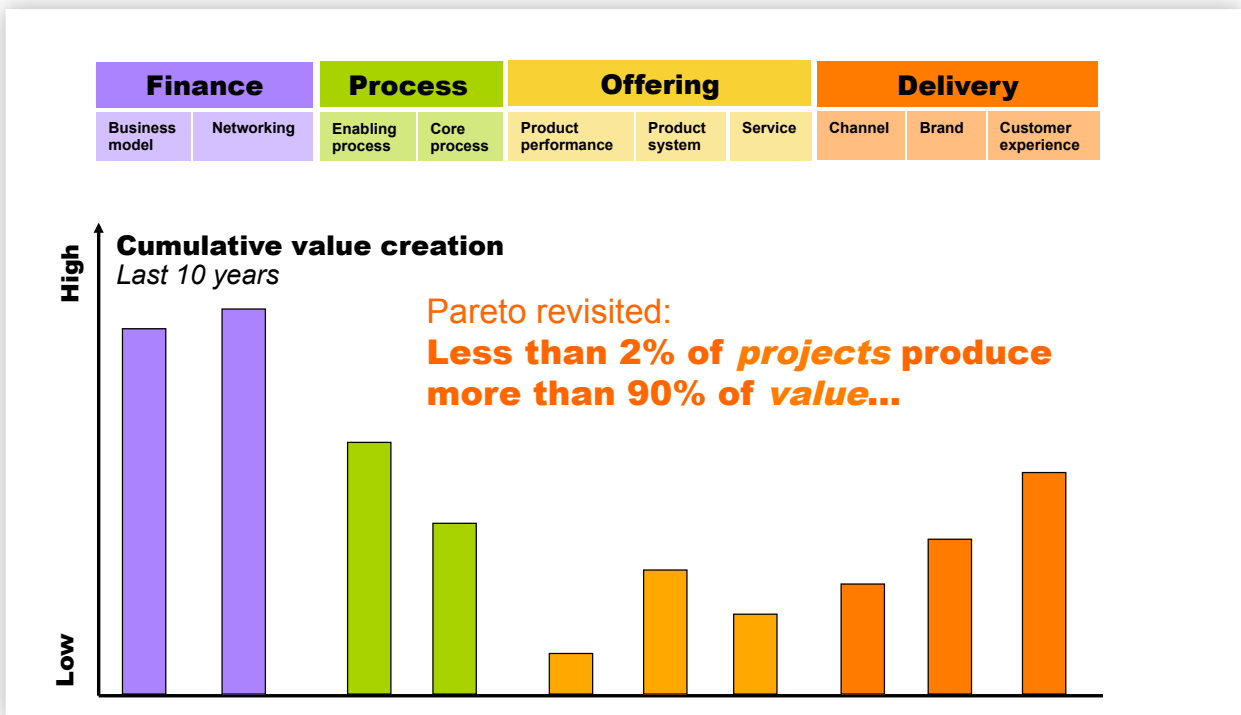 Finance Process Offering Delivery
Business model Networking Enabling process Core process Product performance Product system Service Channel Brand Customer experience
High
Cumulative value creation
Last 10 years
Pareto revisited:
Less than 2% of projects produce
more than 90% of value...
Low